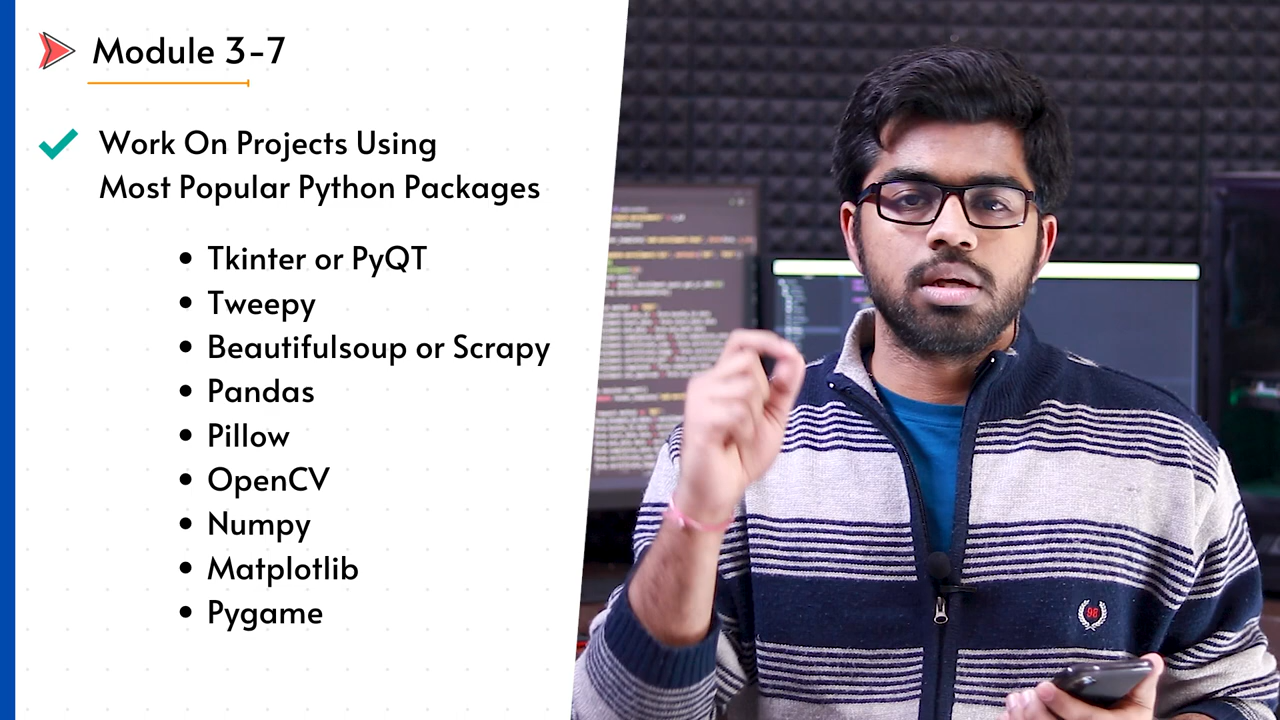 Module 3-7
Work On Projects Using
Most Popular Python Packages
Tkinter or PyQT
Tweepy
Beautifulsoup or Scrapy
Pandas
Pillow
OpenCV
Numpy
Matplotlib
Pygame
98